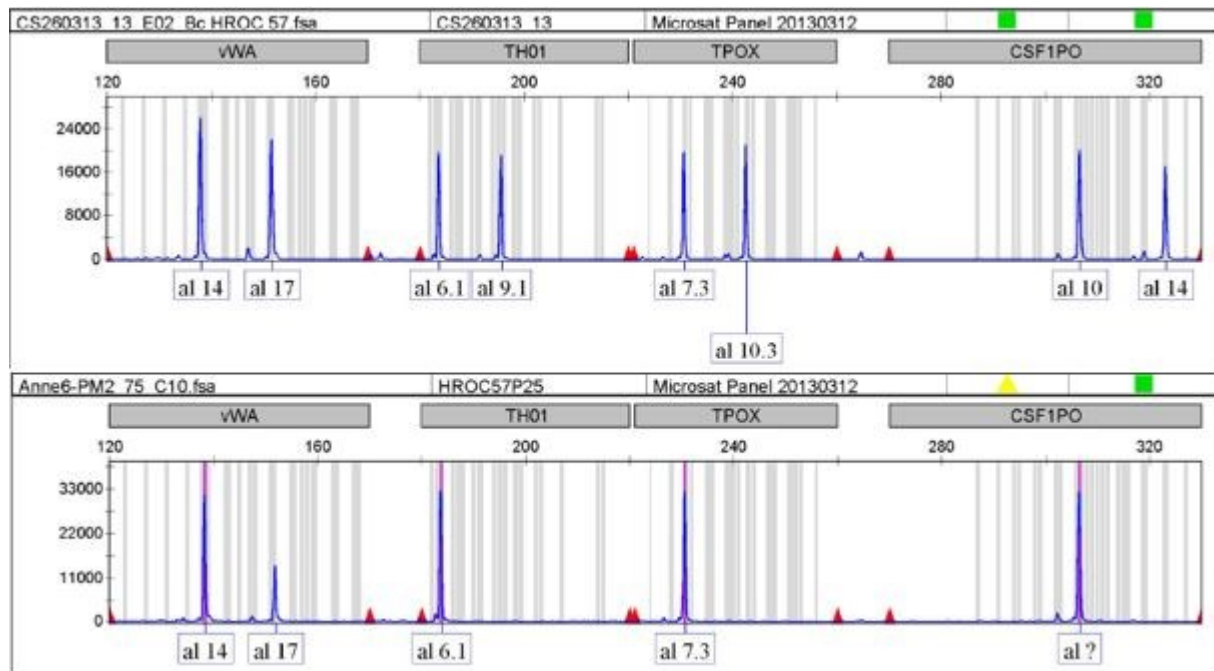 CS260313_13_E02_Bc HROC 57.fsa CS260313_13 Microsat Panel 20130312
vWA TH01 TPOX CSF1PO
120 160 200 240 280 320
24000
16000
8000
0
al 14 al 17 al 6.1 al 9.1 al 7.3 al 10 al 14
al 10.3
Anne6-PM2_75_C10.fsa HROC57P25 Microsat Panel 20130312
vWA TH01 TPOX CSF1PO
120 160 200 240 280 320
33000
22000
11000
0
al 14 al 17 al 6.1 al 7.3 al ?